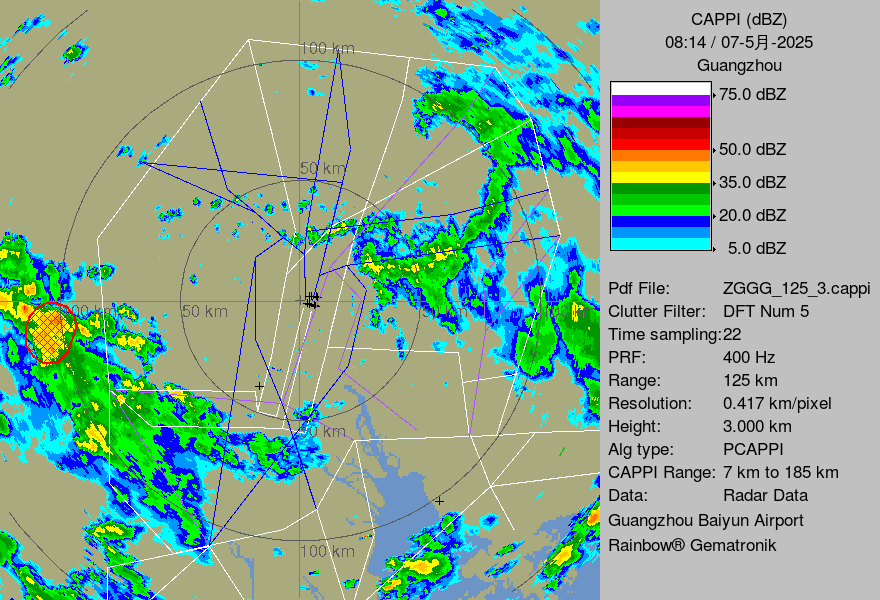 CAPPI (dBZ)
08:14 / 07-5月-2025
Guangzhou
75.0 dBZ
50.0 dBZ
35.0 dBZ
20.0 dBZ
5.0 dBZ
Pdf File: ZGGG_125_3.cappi
Clutter Filter: DFT Num 5
Time sampling:22
PRF: 400 Hz
Range: 125 km
Resolution: 0.417 km/pixel
Height: 3.000 km
Alg type: PCAPPI
CAPPI Range: 7 km to 185 km
Data: Radar Data
Guangzhou Baiyun Airport
Rainbow® Gematronik
100 km
50 km
100 km
50 km
50 km
100 km